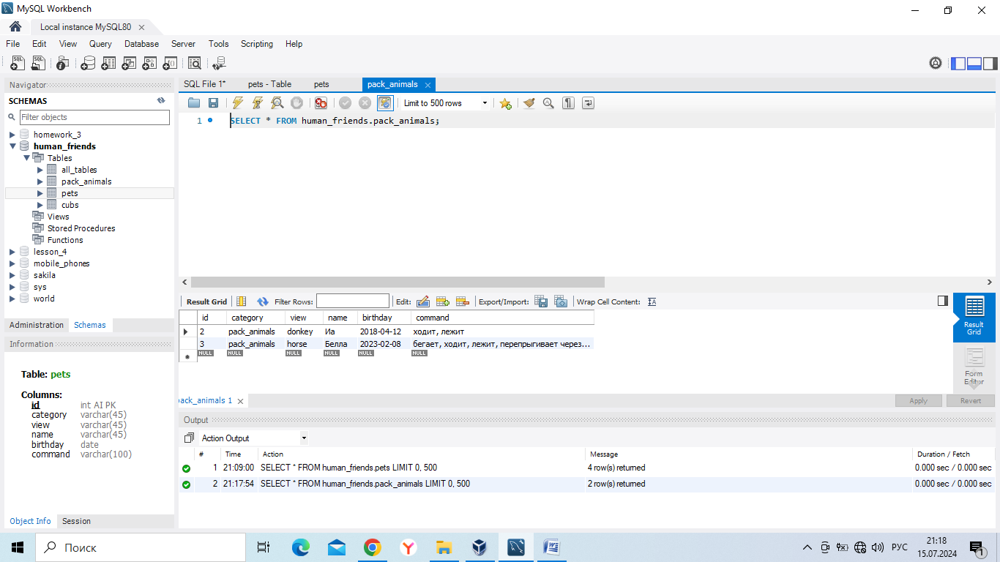 MySQL Workbench
Local instance MySQL80
File Edit View Query Database Server Tools Scripting Help
Navigator
SCHEMAS
Filter objects
homework_3
human_friends
Tables
all_tables
pack_animals
pets
cubs
Views
Stored Procedures
Functions
lesson_4
mobile_phones
sakila
sys
world
Administration Schemas
Information
Table: pets
Columns:
id int AI PK
category varchar(45)
view varchar(45)
name varchar(45)
birthday date
command varchar(100)
Object Info Session
SQL File 1* pets - Table pets pack_animals
Limit to 500 rows
1 SELECT * FROM human_friends.pack_animals;
Result Grid Filter Rows: Edit: Export/Import: Wrap Cell Content:
id category view name birthday command
2 pack_animals donkey Иа 2018-04-12 ходит, лежит
3 pack_animals horse Белла 2023-02-08 бегает, ходит, лежит, перепрыгивает через...
NULL NULL NULL NULL NULL NULL
Result Grid
Form Editor
pack_animals 1 Apply Revert
Output
Action Output
# Time Action Message Duration / Fetch
1 21:09:00 SELECT * FROM human_friends.pets LIMIT 0, 500 4 row(s) returned 0.000 sec / 0.000 sec
2 21:17:54 SELECT * FROM human_friends.pack_animals LIMIT 0, 500 2 row(s) returned 0.000 sec / 0.000 sec
Поиск РУС 21:18
15.07.2024 1